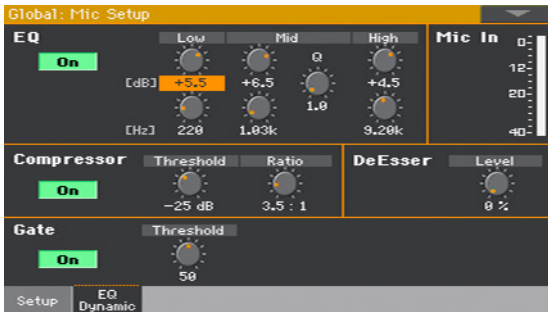 Global: Mic Setup
EQ Low Mid High Mic In
On
Q
0
12
20
40
[dB] +5.5 +6.5 1.0 +4.5
[Hz] 220 1.03k 9.20k
Compressor Threshold Ratio DeEsser Level
On
-25 dB 3.5 : 1 0 %
Gate Threshold
On
50
Setup EQ Dynamic